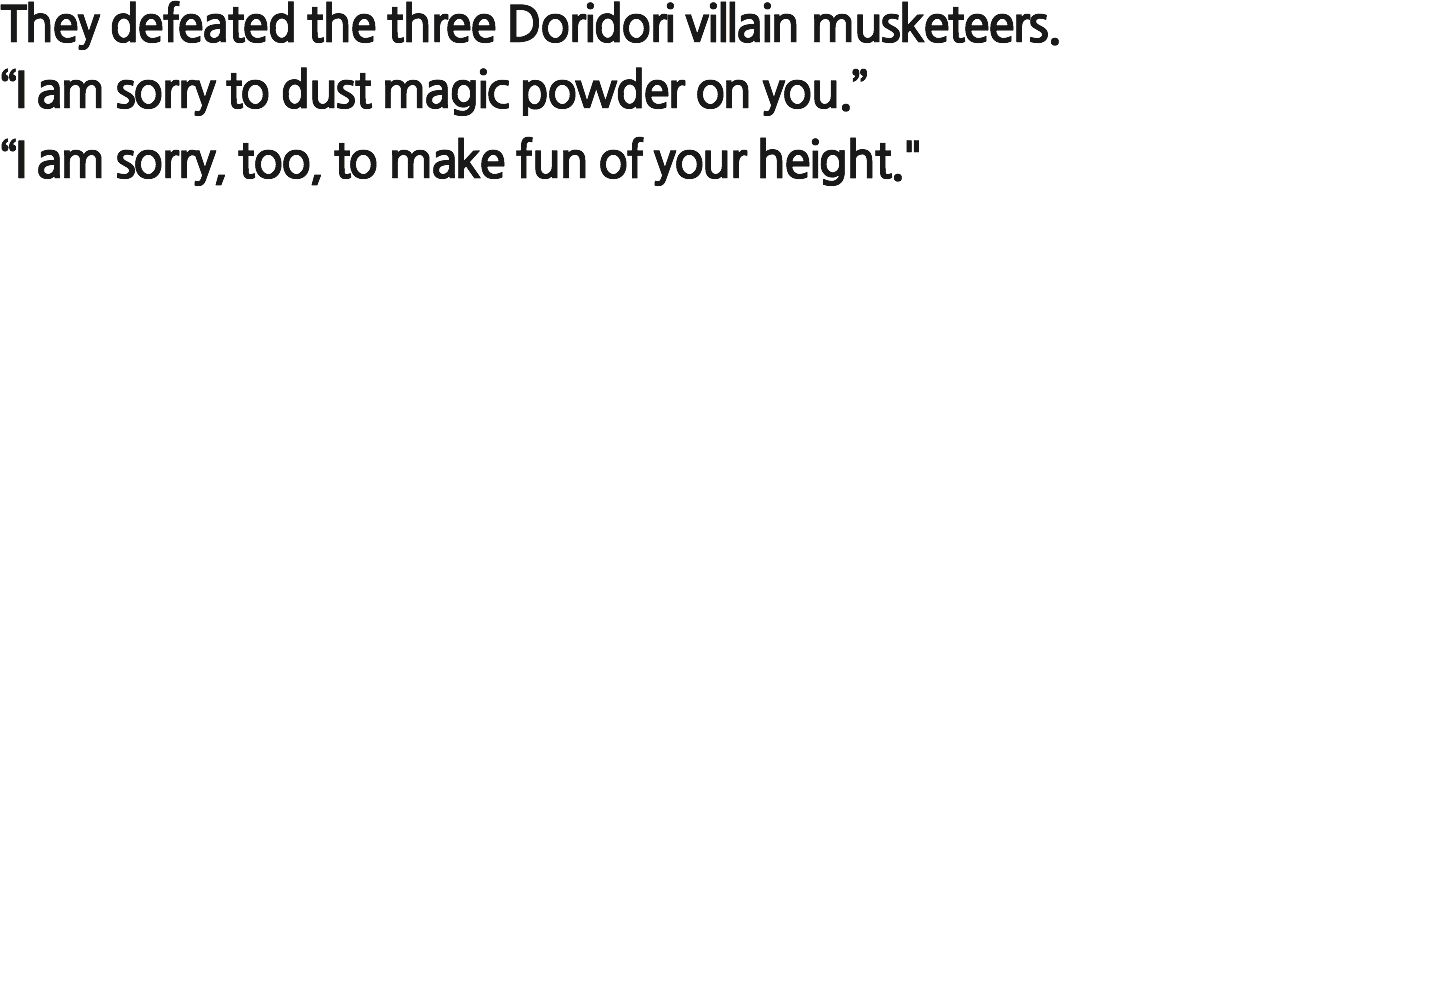 They defeated the three Doridori villain musketeers.
“I am sorry to dust magic powder on you.”
“I am sorry, too, to make fun of your height."